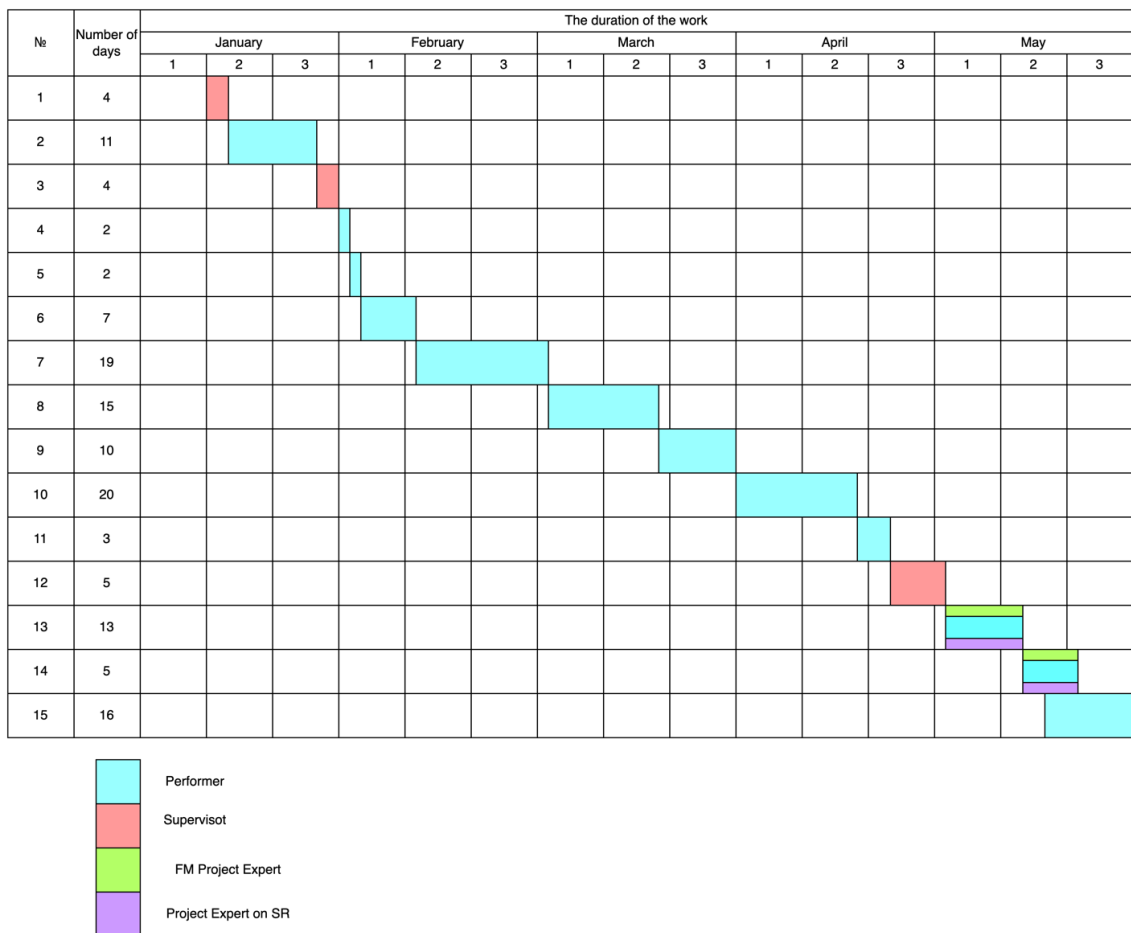 The duration of the work
№ Number of days
January February March April May
1 2 3 1 2 3 1 2 3 1 2 3 1 2 3
1 4
2 11
3 4
4 2
5 2
6 7
7 19
8 15
9 10
10 20
11 3
12 5
13 13
14 5
15 16
Performer
Supervisot
FM Project Expert
Project Expert on SR